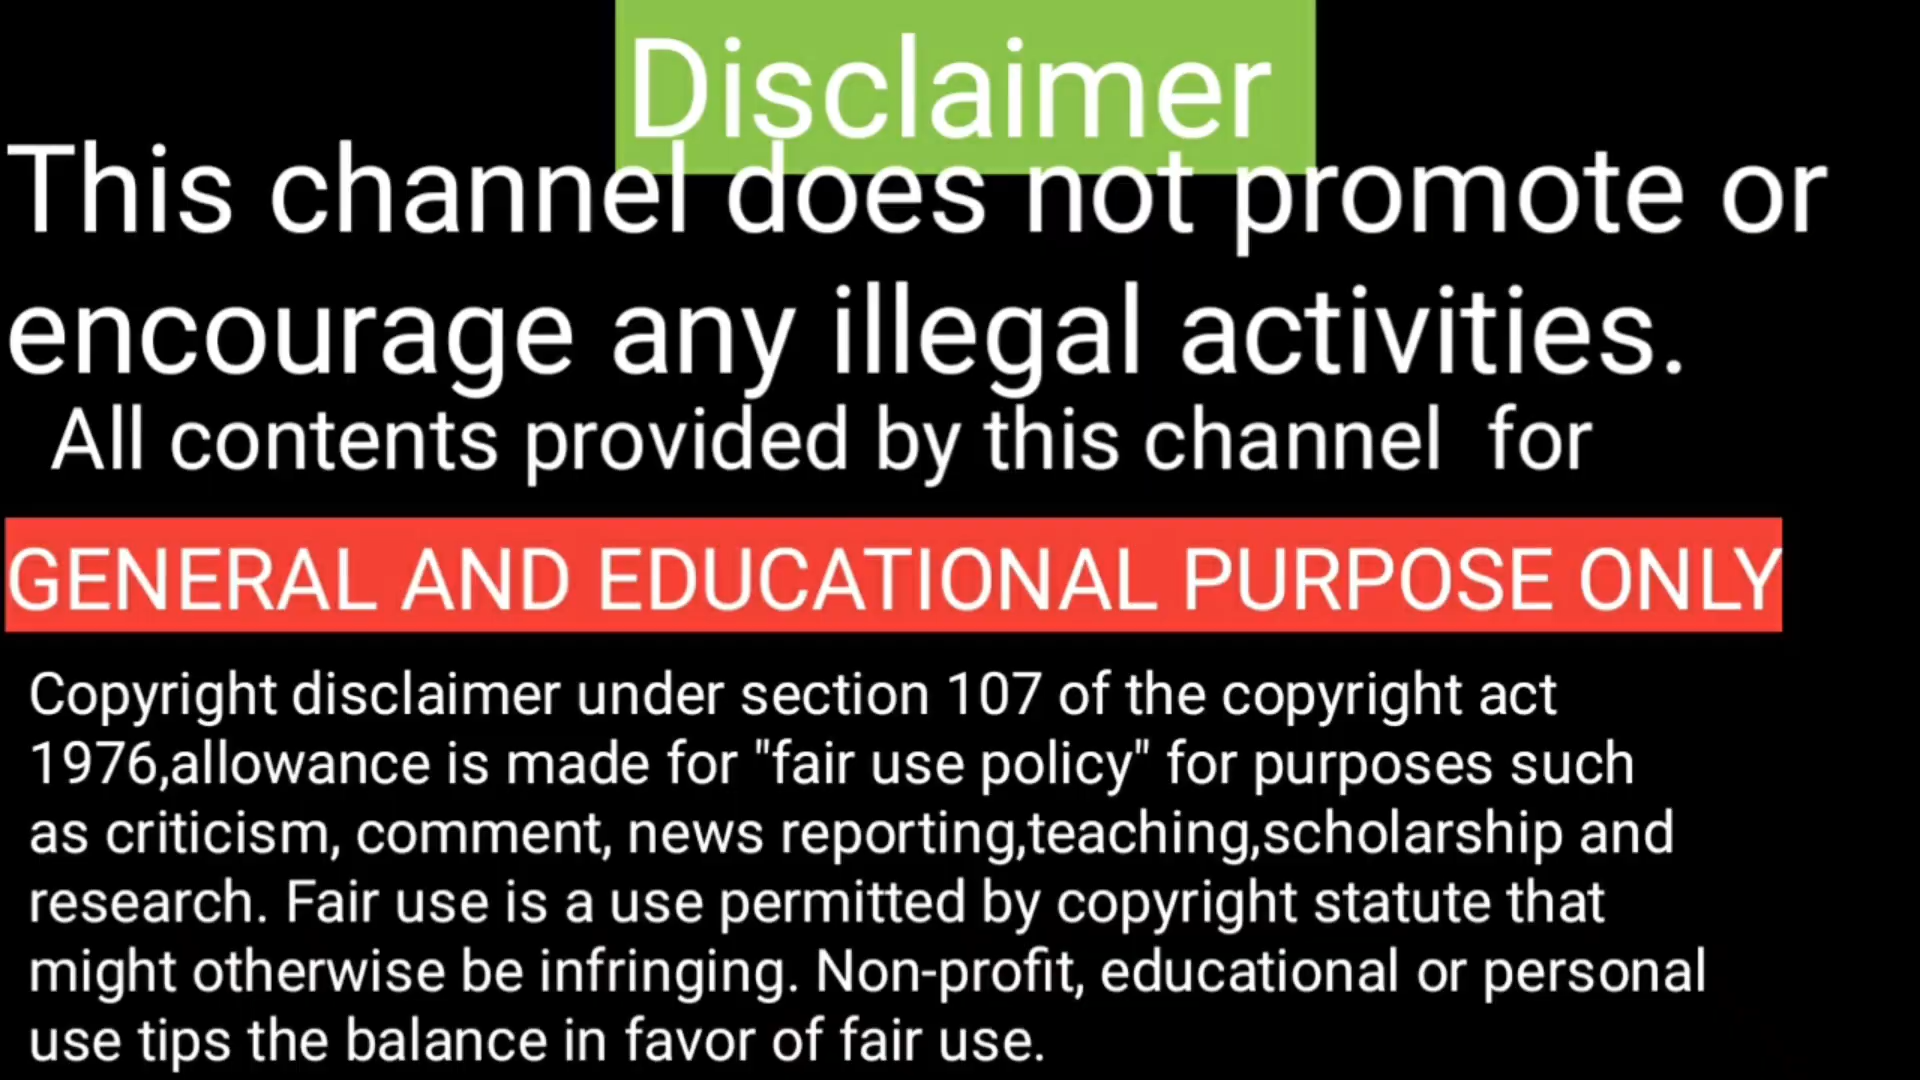 Disclaimer
This channel does not promote or
encourage any illegal activities.
All contents provided by this channel  for
GENERAL AND EDUCATIONAL PURPOSE ONLY
Copyright disclaimer under section 107 of the copyright act
1976,allowance is made for "fair use policy" for purposes such
as criticism, comment, news reporting,teaching,scholarship and
research. Fair use is a use permitted by copyright statute that
might otherwise be infringing. Non-profit, educational or personal
use tips the balance in favor of fair use.